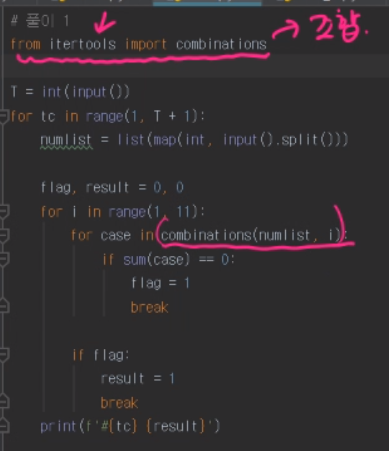 # 풀이 1
from itertools import combinations → 조합.
T = int(input())
for tc in range(1, T + 1):
    numlist = list(map(int, input().split()))
    flag, result = 0, 0
    for i in range(1, 11):
        for case in combinations(numlist, i):
            if sum(case) == 0:
                flag = 1
                break
        if flag:
            result = 1
            break
    print(f'#{tc} {result}')